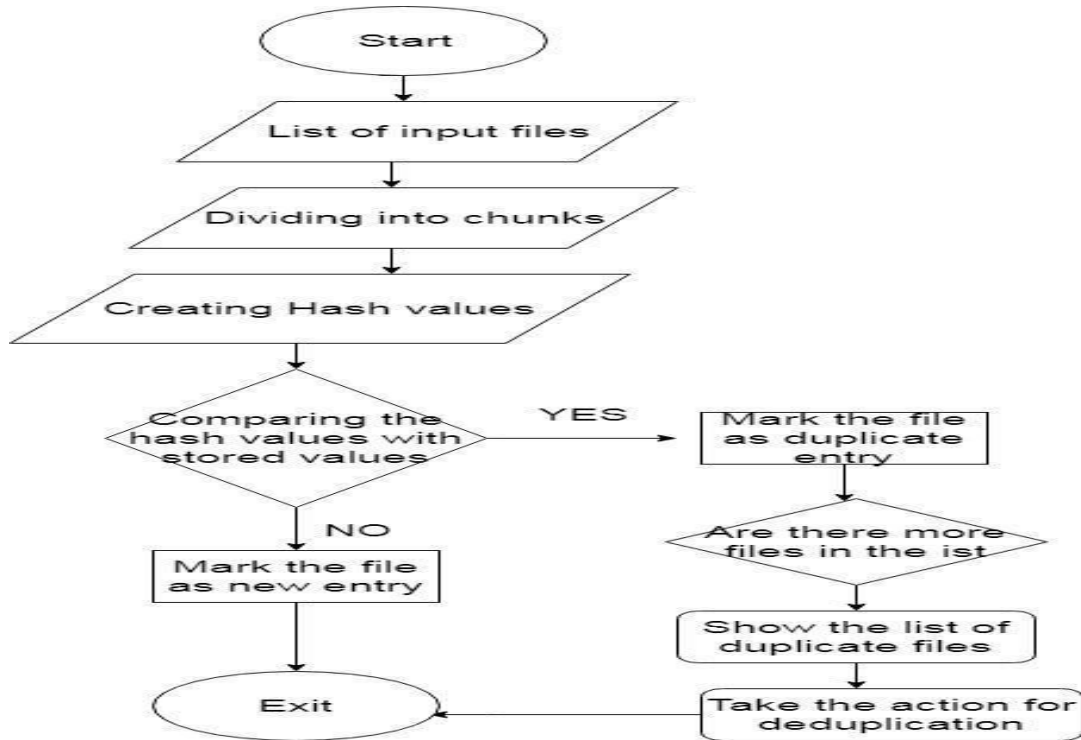 Start
List of input files
Dividing into chunks
Creating Hash values
Comparing the
hash values with
stored values
YES
Mark the file
as duplicate
entry
Are there more
files in the ist
NO
Mark the file
as new entry
Show the list of
duplicate files
Take the action for
deduplication
Exit